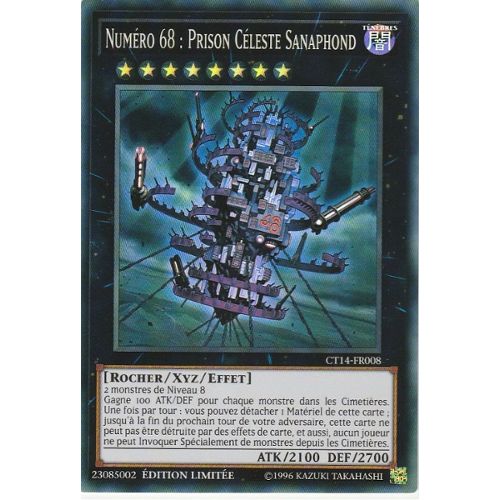 Numéro 68 : Prison Céleste Sanaphond
TÉNÈBRES
闇
68
CT14-FR008
[Rocher/Xyz/Effet]
2 monstres de Niveau 8
Gagne 100 ATK/DEF pour chaque monstre dans les Cimetières.
Une fois par tour : vous pouvez détacher 1 Matériel de cette carte ;
jusqu'à la fin du prochain tour de votre adversaire, cette carte ne
peut pas être détruite par des effets de carte, et aussi, aucun joueur
ne peut Invoquer Spécialement de monstres depuis les Cimetières.
ATK/2100 DEF/2700
23085002 ÉDITION LIMITÉE ©1996 KAZUKI TAKAHASHI